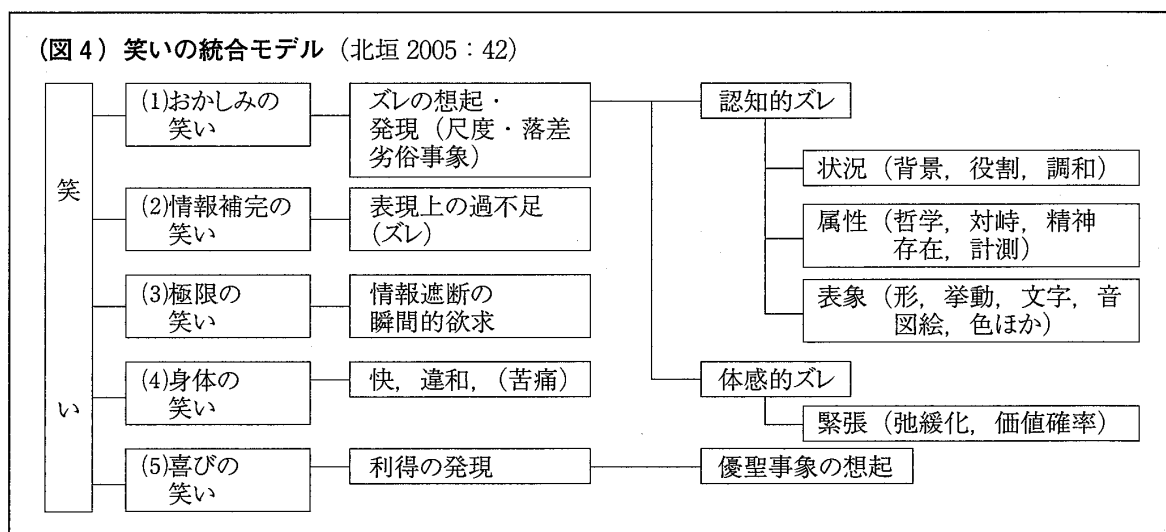 (図4) 笑いの統合モデル (北垣 2005:42)
笑い
(1)おかしみの
笑い
ズレの想起・
発現(尺度・落差
劣俗事象)
認知的ズレ
状況(背景,役割,調和)
属性(哲学,対峙,精神
存在,計測)
表象(形,挙動,文字,音
図絵,色ほか)
体感的ズレ
緊張(弛緩化,価値確率)
(2)情報補完の
笑い
表現上の過不足
(ズレ)
(3)極限の
笑い
情報遮断の
瞬間的欲求
(4)身体の
笑い
快,違和,(苦痛)
(5)喜びの
笑い
利得の発現
優聖事象の想起